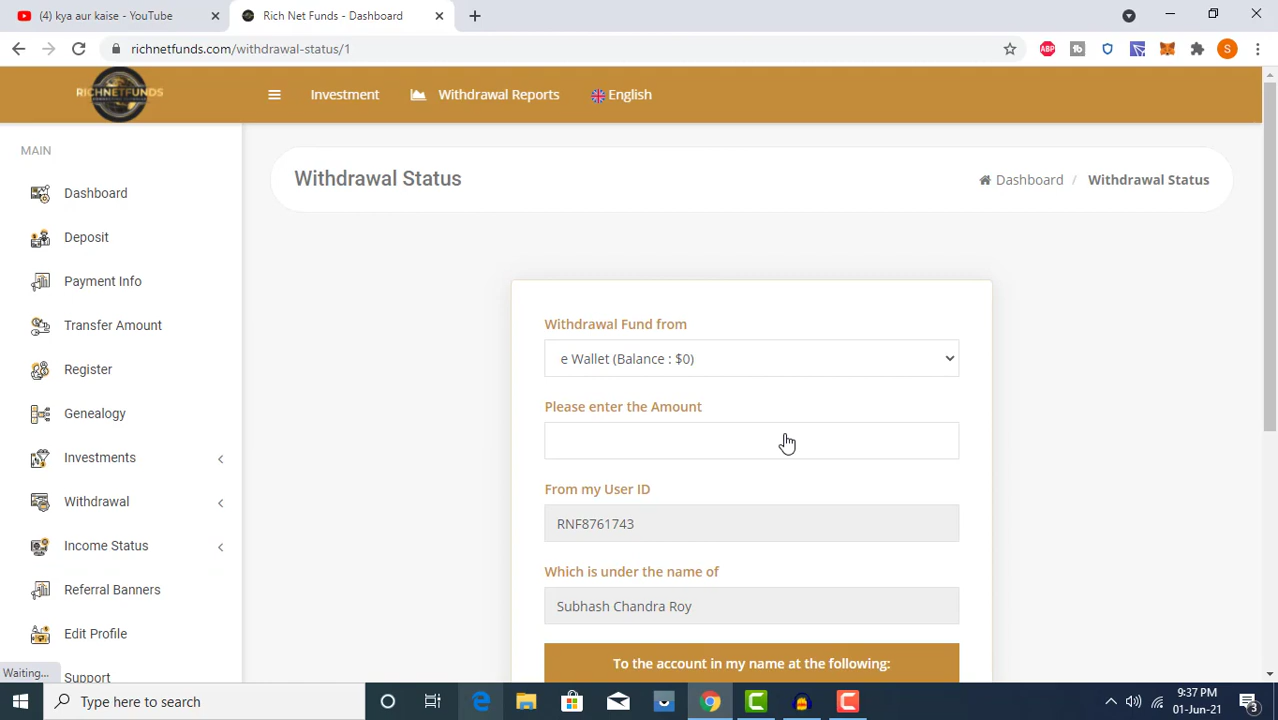 (4) kya aur kaise - YouTube
Rich Net Funds - Dashboard
richnetfunds.com/withdrawal-status/1
ABP
S
RICHNETFUNDS
Investment
Withdrawal Reports
English
MAIN
Dashboard
Deposit
Payment Info
Transfer Amount
Register
Genealogy
Investments
Withdrawal
Income Status
Referral Banners
Edit Profile
Support
Withdrawal Status
Dashboard / Withdrawal Status
Withdrawal Fund from
e Wallet (Balance : $0)
Please enter the Amount
From my User ID
RNF8761743
Which is under the name of
Subhash Chandra Roy
To the account in my name at the following:
Waiting...
Type here to search
9:37 PM
01-Jun-21
3